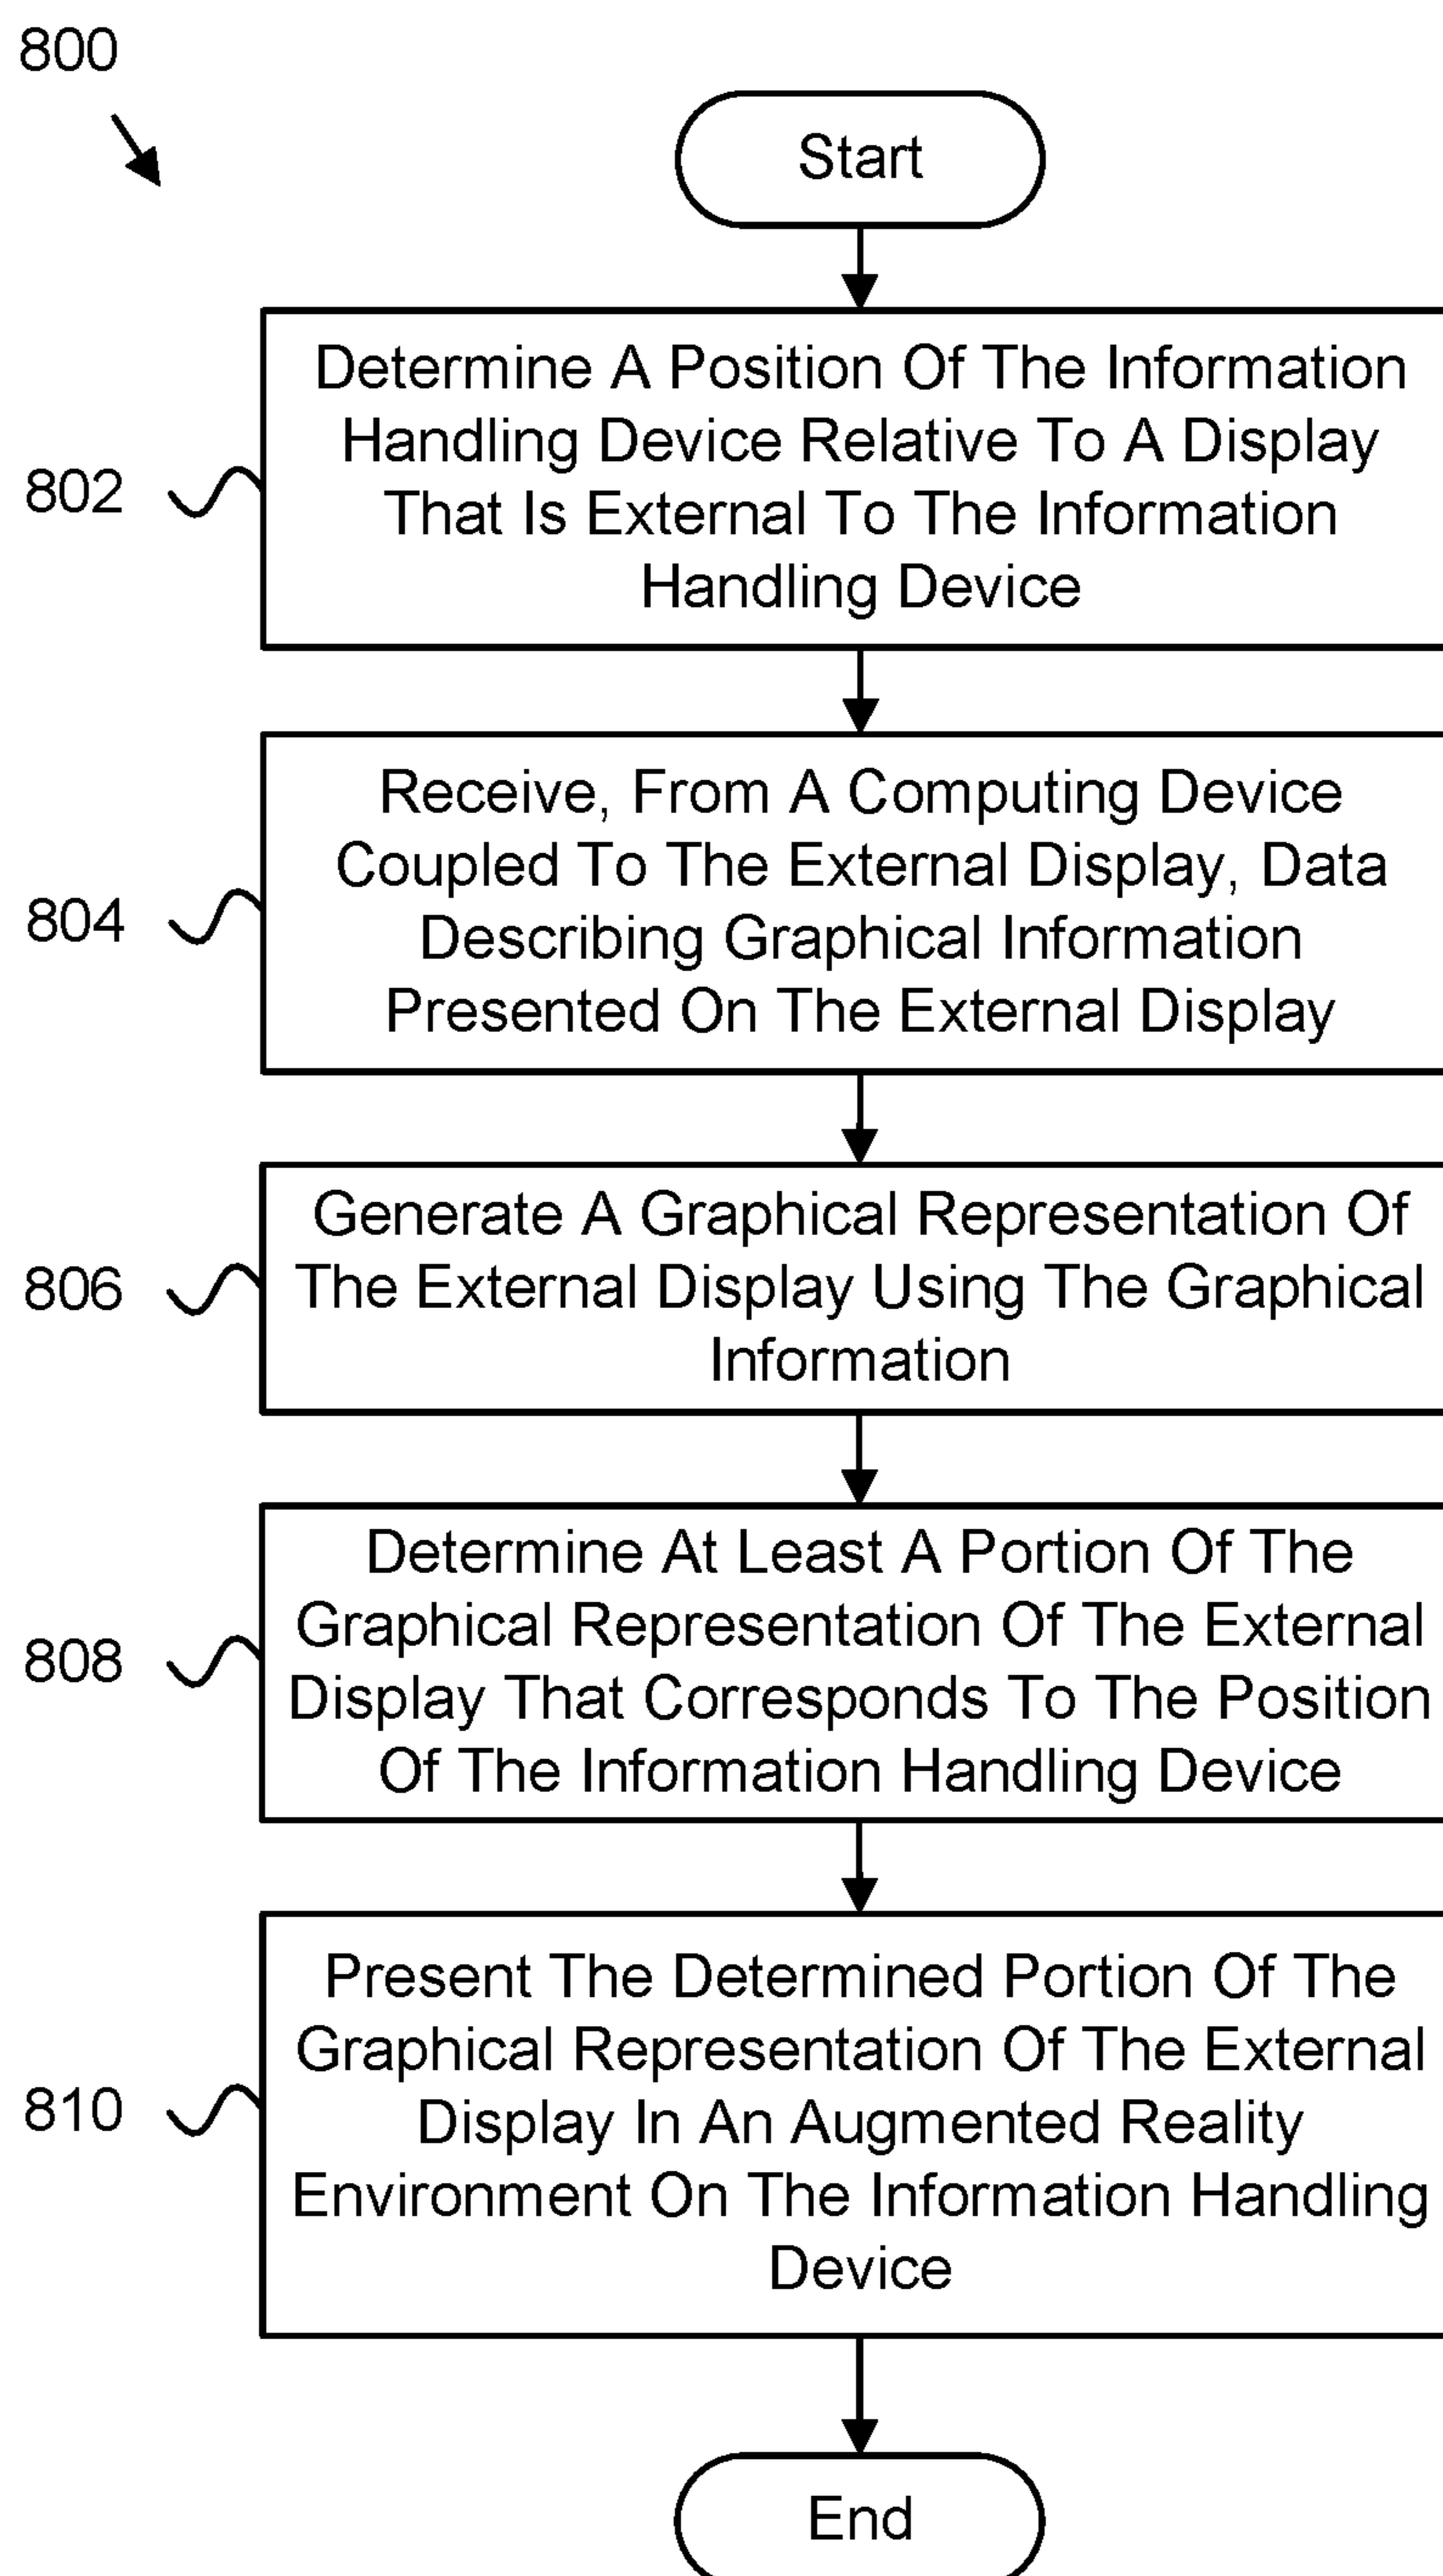 800
Start
Determine A Position Of The Information
Handling Device Relative To A Display
That Is External To The Information
Handling Device
802
Receive, From A Computing Device
Coupled To The External Display, Data
Describing Graphical Information
Presented On The External Display
804
Generate A Graphical Representation Of
The External Display Using The Graphical
Information
806
Determine At Least A Portion Of The
Graphical Representation Of The External
Display That Corresponds To The Position
Of The Information Handling Device
808
Present The Determined Portion Of The
Graphical Representation Of The External
Display In An Augmented Reality
Environment On The Information Handling
Device
810
End